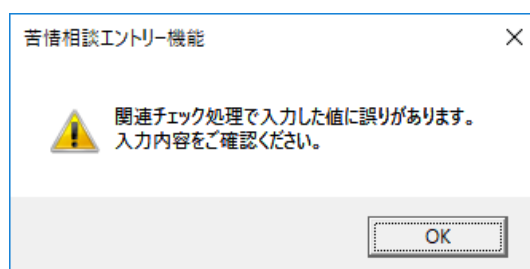 苦情相談エントリー機能
関連チェック処理で入力した値に誤りがあります。
入力内容をご確認ください。
OK